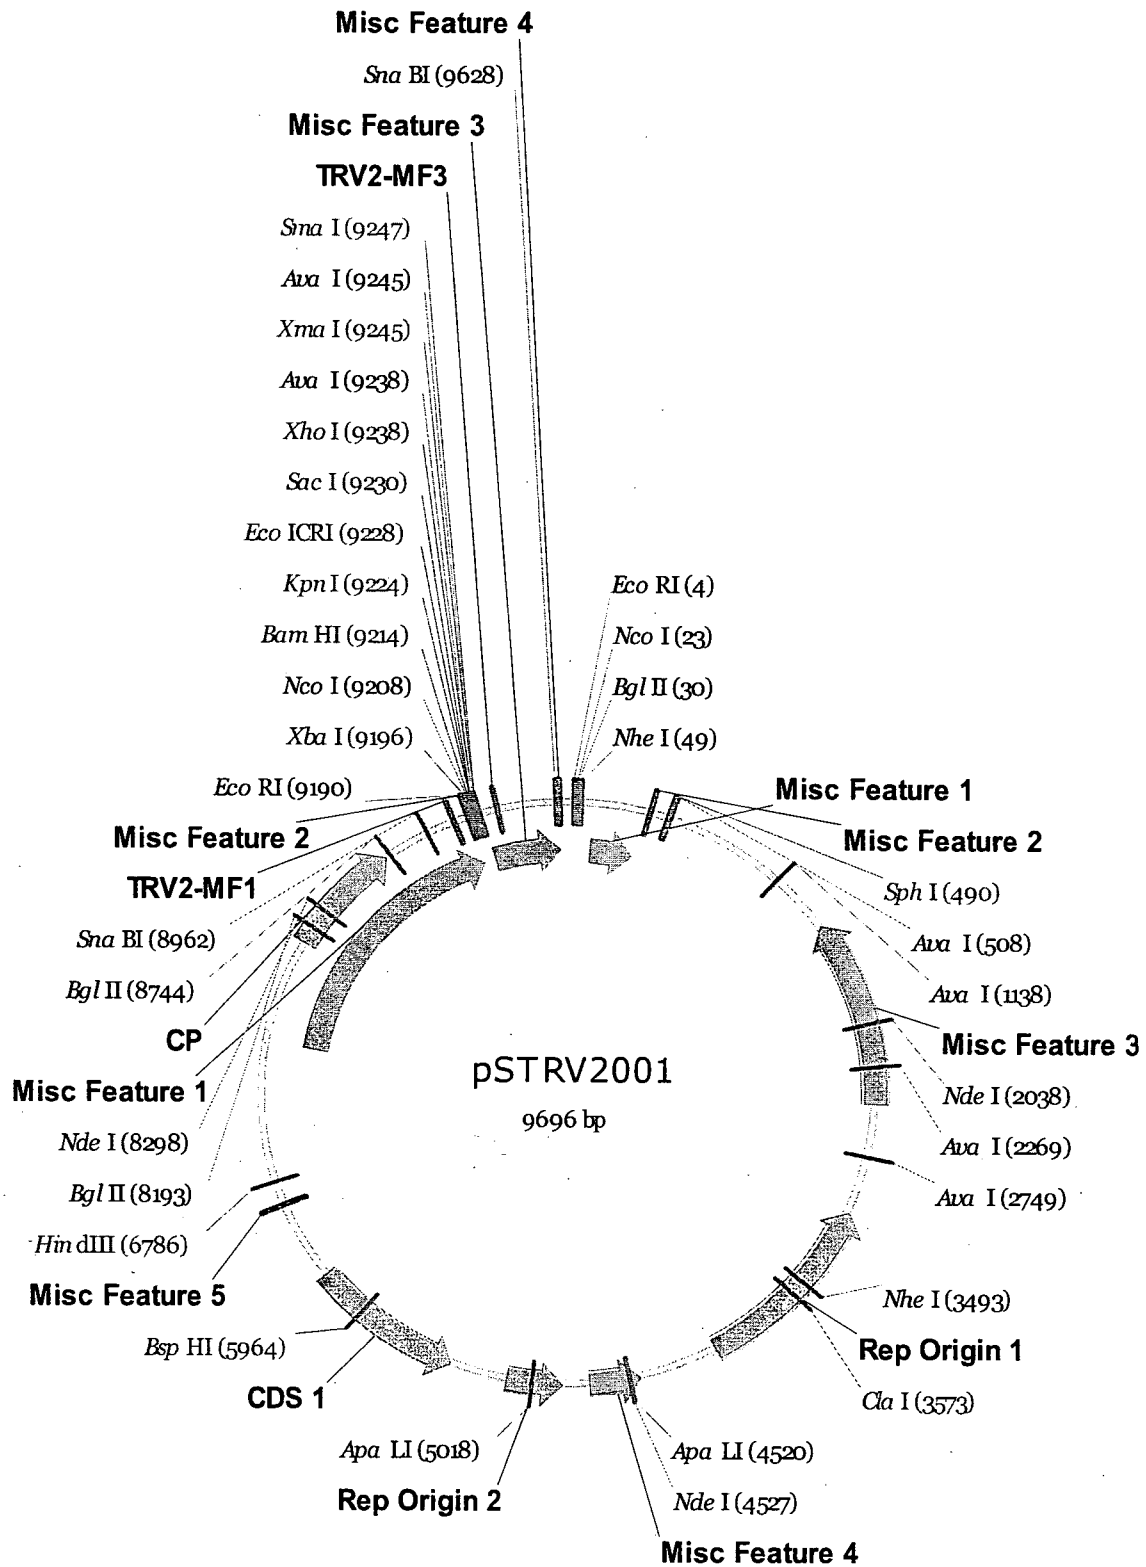 Misc Feature 4
Sna BI (9628)
Misc Feature 3
TRV2-MF3
Sma I (9247)
Ava I (9245)
Xma I (9245)
Ava I (9238)
Xho I (9238)
Sac I (9230)
Eco ICRI (9228)
Kpn I (9224)
Bam HI (9214)
Nco I (9208)
Xba I (9196)
Eco RI (9190)
Misc Feature 2
TRV2-MF1
Sna BI (8962)
Bgl II (8744)
CP
Misc Feature 1
Nde I (8298)
Bgl II (8193)
Hin dIII (6786)
Misc Feature 5
Bsp HI (5964)
CDS 1
Apa LI (5018)
Rep Origin 2
Eco RI (4)
Nco I (23)
Bgl II (30)
Nhe I (49)
Misc Feature 1
Misc Feature 2
Sph I (490)
Ava I (508)
Ava I (1138)
Misc Feature 3
Nde I (2038)
Ava I (2269)
Ava I (2749)
Nhe I (3493)
Rep Origin 1
Cla I (3573)
Apa LI (4520)
Nde I (4527)
Misc Feature 4
pSTRV2001
9696 bp